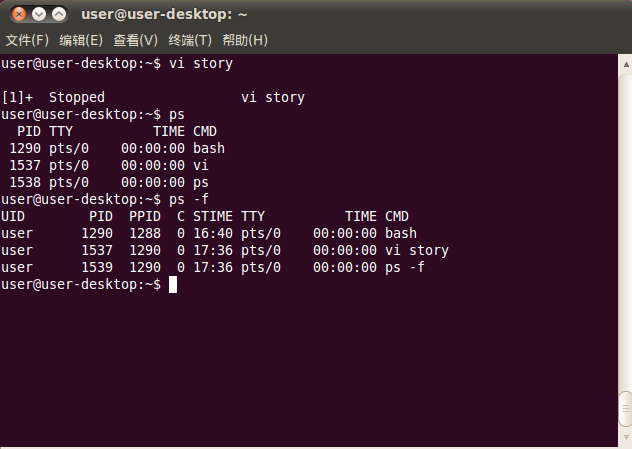 user@user-desktop: ~
文件(F) 编辑(E) 查看(V) 终端(T) 帮助(H)
user@user-desktop:~$ vi story
[1]+  Stopped                 vi story
user@user-desktop:~$ ps
  PID TTY          TIME CMD
 1290 pts/0    00:00:00 bash
 1537 pts/0    00:00:00 vi
 1538 pts/0    00:00:00 ps
user@user-desktop:~$ ps -f
UID        PID  PPID  C STIME TTY          TIME CMD
user      1290  1288  0 16:40 pts/0    00:00:00 bash
user      1537  1290  0 17:36 pts/0    00:00:00 vi story
user      1539  1290  0 17:36 pts/0    00:00:00 ps -f
user@user-desktop:~$